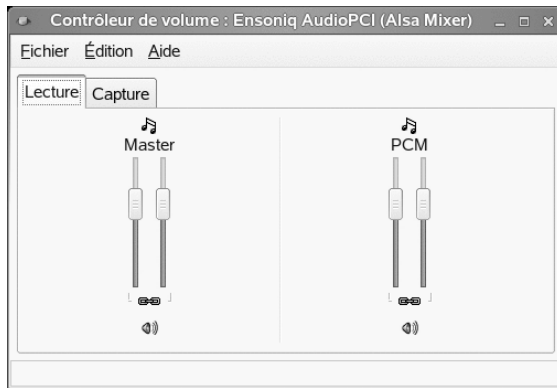 Contrôleur de volume : Ensoniq AudioPCI (Alsa Mixer)
Fichier Édition Aide
Lecture Capture
Master PCM